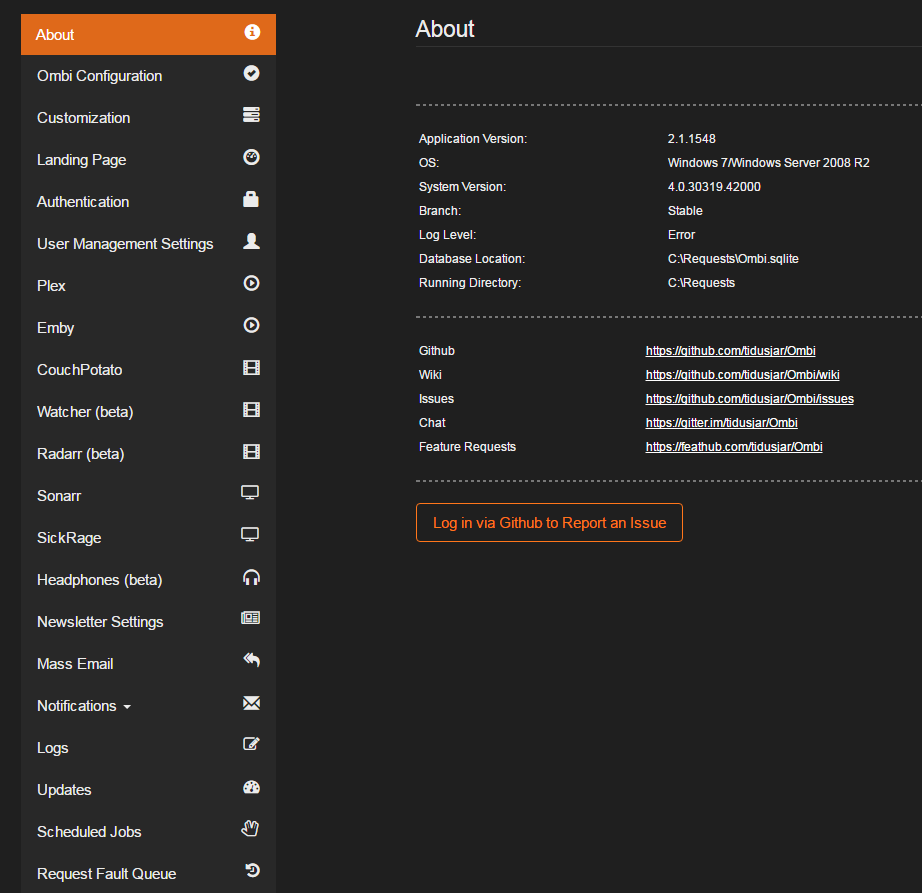 About
Ombi Configuration
Customization
Landing Page
Authentication
User Management Settings
Plex
Emby
CouchPotato
Watcher (beta)
Radarr (beta)
Sonarr
SickRage
Headphones (beta)
Newsletter Settings
Mass Email
Notifications
Logs
Updates
Scheduled Jobs
Request Fault Queue
About
Application Version: 2.1.1548
OS: Windows 7/Windows Server 2008 R2
System Version: 4.0.30319.42000
Branch: Stable
Log Level: Error
Database Location: C:\Requests\Ombi.sqlite
Running Directory: C:\Requests
Github https://github.com/tidusjar/Ombi
Wiki https://github.com/tidusjar/Ombi/wiki
Issues https://github.com/tidusjar/Ombi/issues
Chat https://gitter.im/tidusjar/Ombi
Feature Requests https://feathub.com/tidusjar/Ombi
Log in via Github to Report an Issue